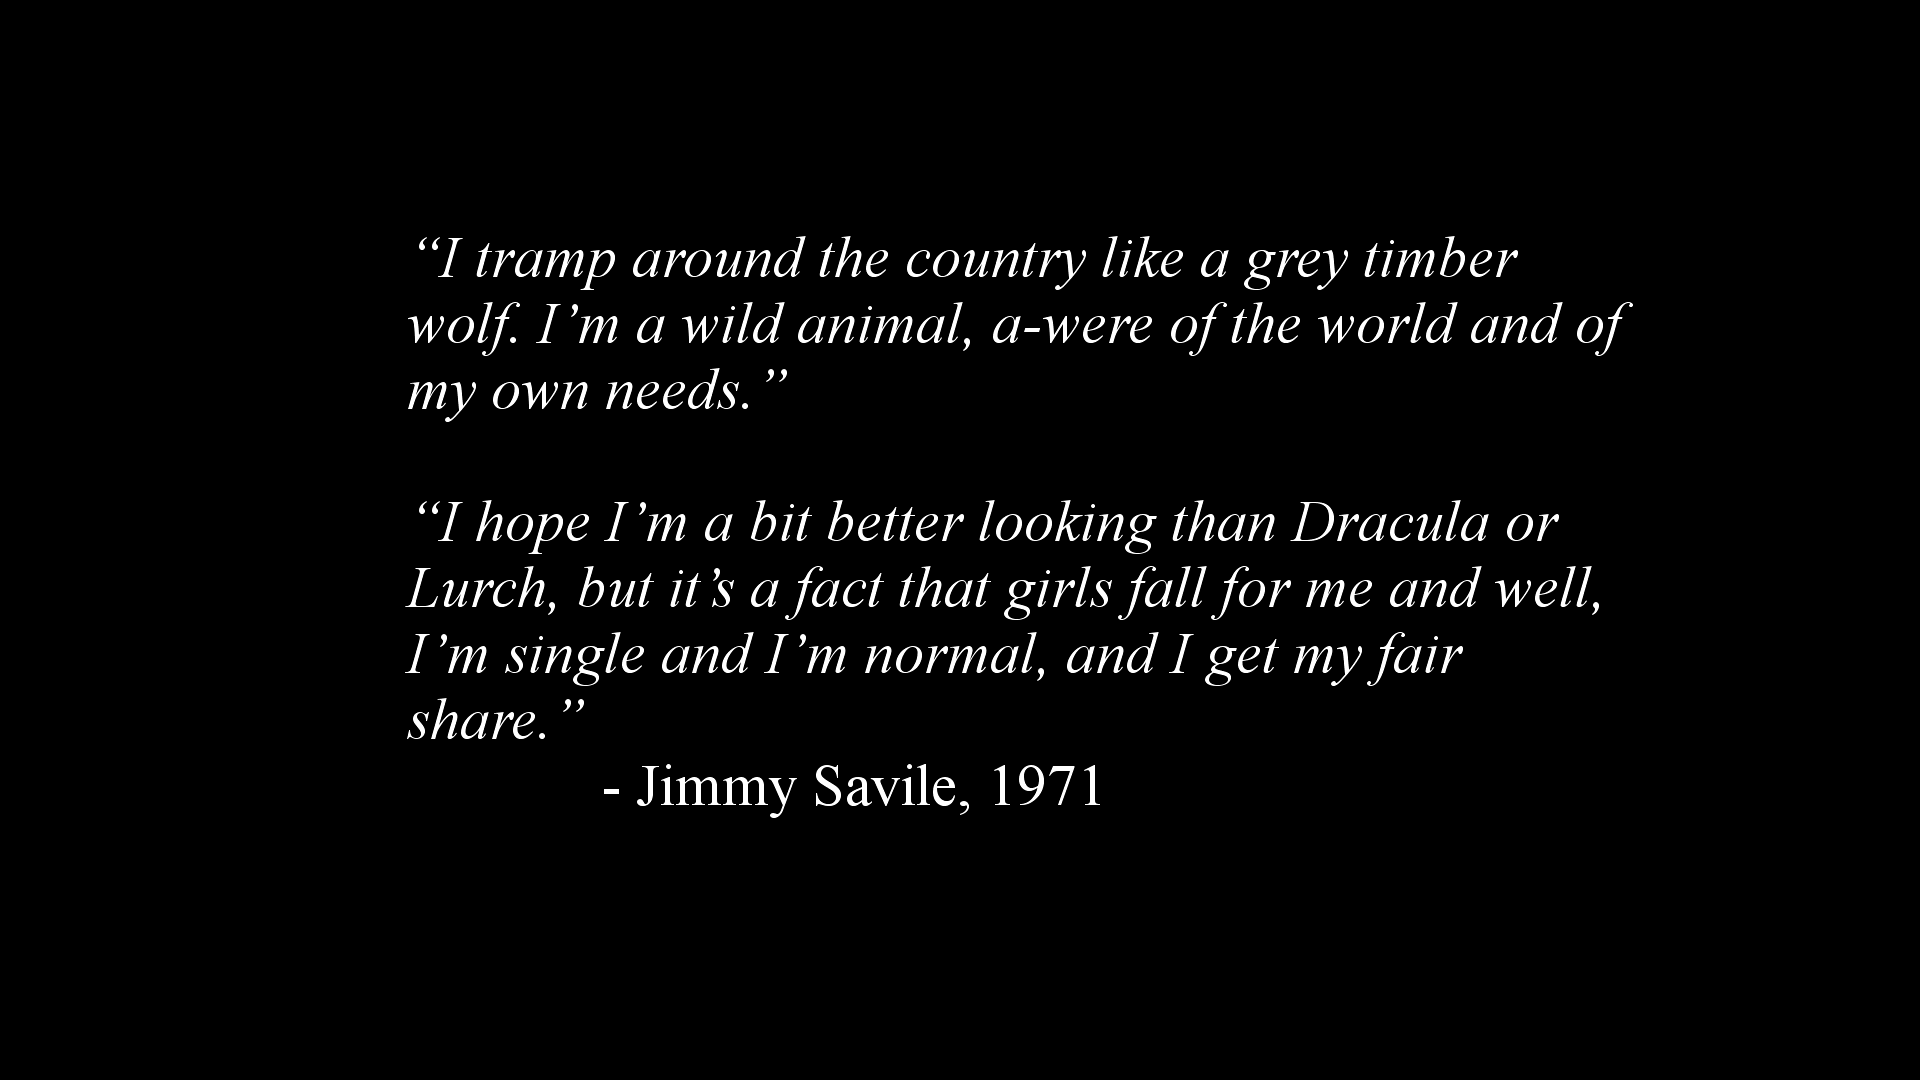 “I tramp around the country like a grey timber
wolf. I’m a wild animal, a-were of the world and of
my own needs.”
“I hope I’m a bit better looking than Dracula or
Lurch, but it’s a fact that girls fall for me and well,
I’m single and I’m normal, and I get my fair
share.”
- Jimmy Savile, 1971